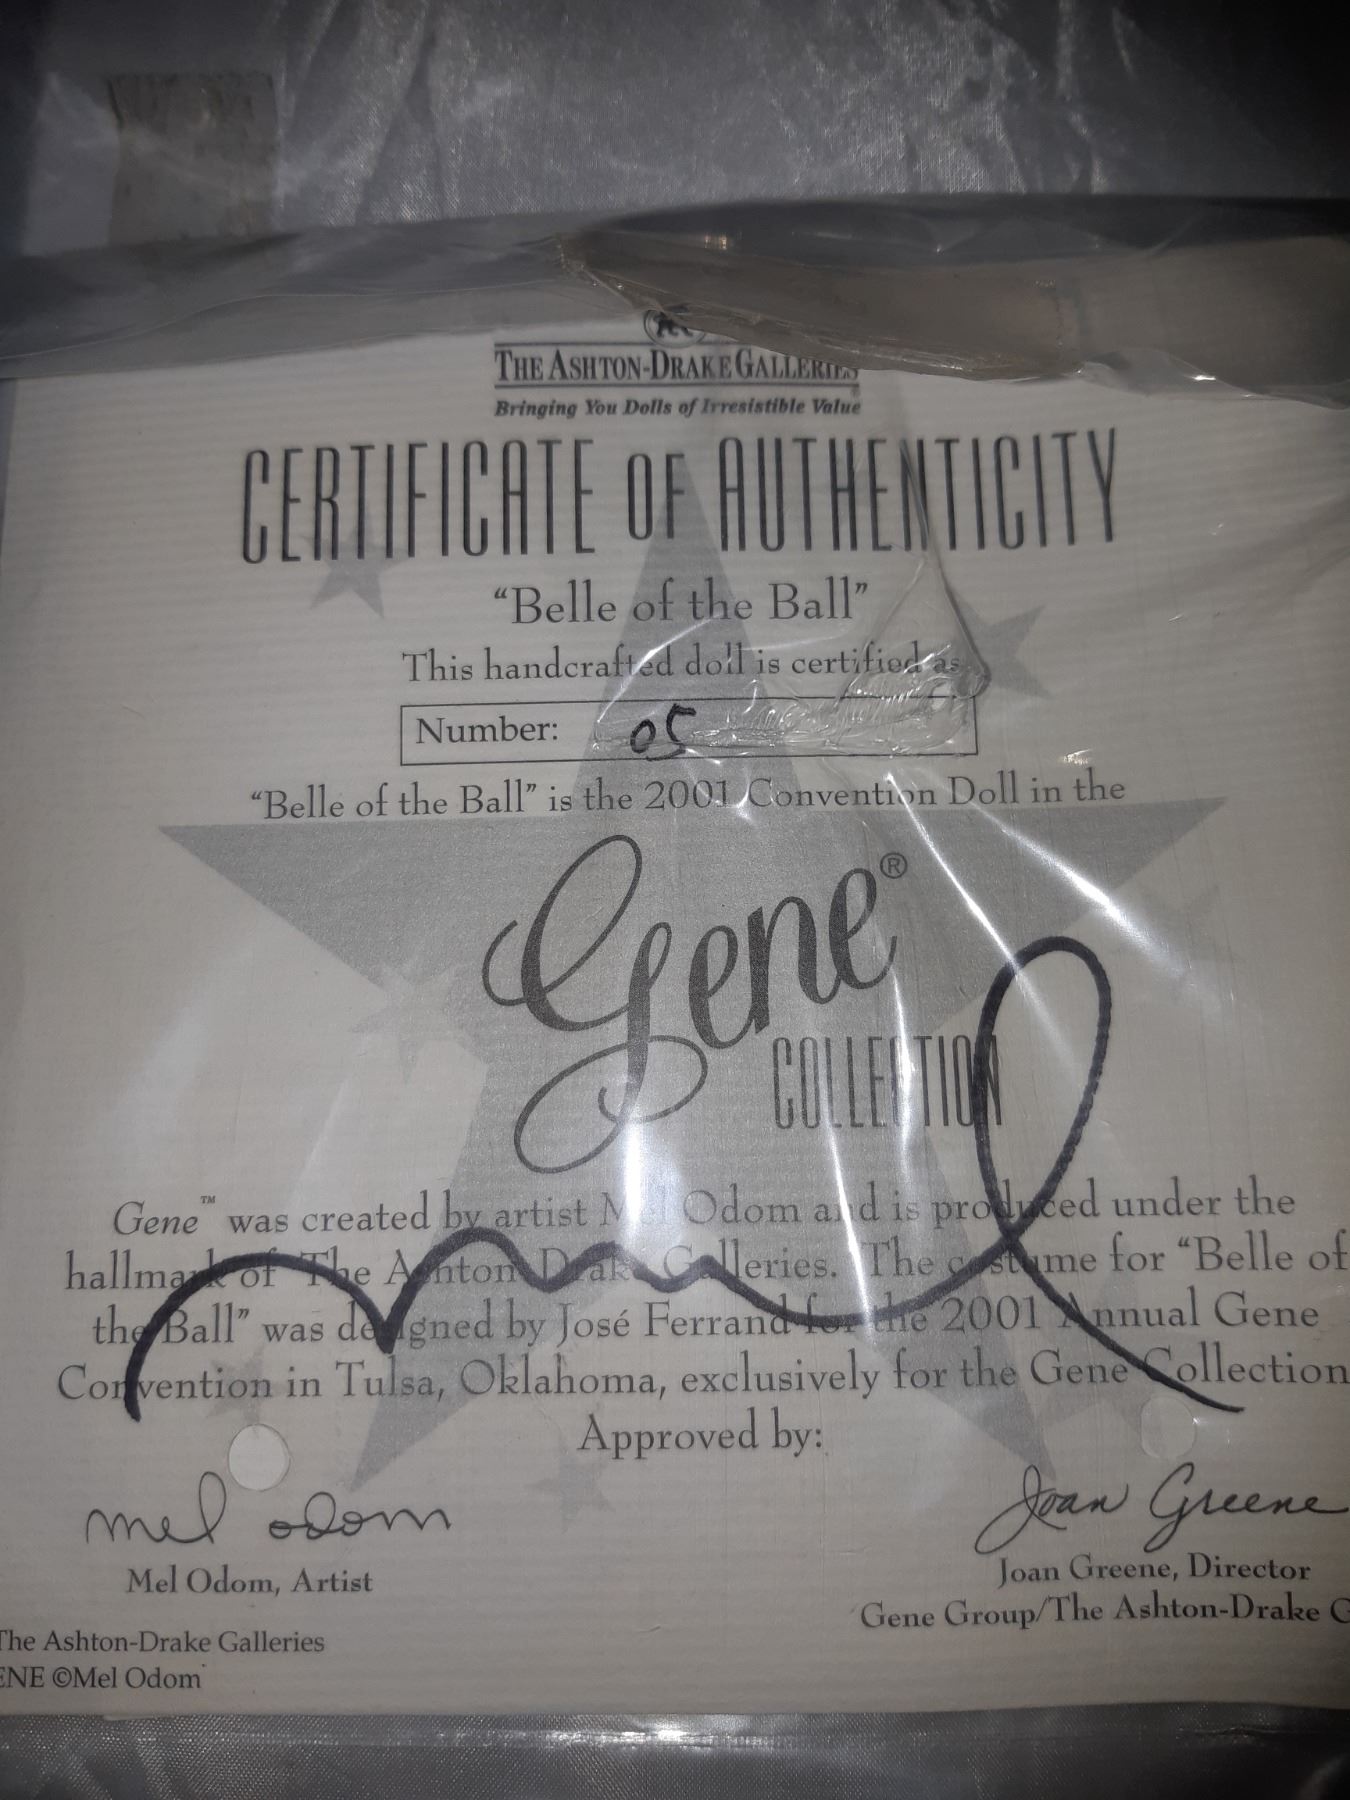 THE ASHTON-DRAKE GALLERIES
Bringing You Dolls of Irresistible Value
CERTIFICATE OF AUTHENTICITY
“Belle of the Ball”
This handcrafted doll is certified as
Number: 05
“Belle of the Ball” is the 2001 Convention Doll in the
Gene®
COLLECTION
Gene™ was created by artist Mel Odom and is produced under the
hallmark of The Ashton-Drake Galleries. The costume for “Belle of
the Ball” was designed by José Ferrand for the 2001 Annual Gene
Convention in Tulsa, Oklahoma, exclusively for the Gene Collection
Approved by:
mel odom
Joan Greene
Mel Odom, Artist
Joan Greene, Director
Gene Group/The Ashton-Drake G
The Ashton-Drake Galleries
ENE ©Mel Odom
mel